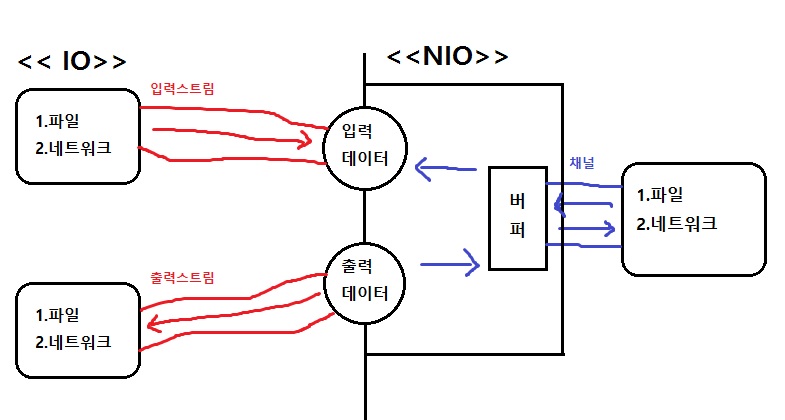 << IO>>
<<NIO>>
입력스트림
1.파일
2.네트워크
입력
데이터
채널
버
퍼
1.파일
2.네트워크
출력스트림
출력
데이터
1.파일
2.네트워크